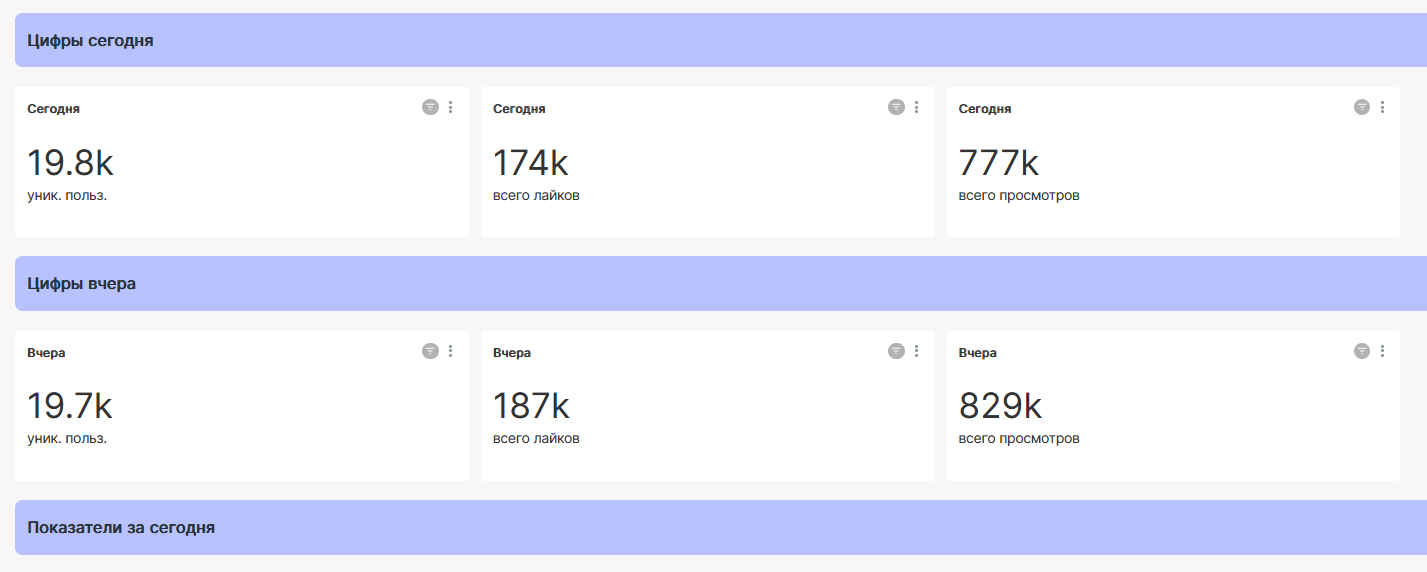 Цифры сегодня
Сегодня
19.8k
уник. польз.
Сегодня
174k
всего лайков
Сегодня
777k
всего просмотров
Цифры вчера
Вчера
19.7k
уник. польз.
Вчера
187k
всего лайков
Вчера
829k
всего просмотров
Показатели за сегодня